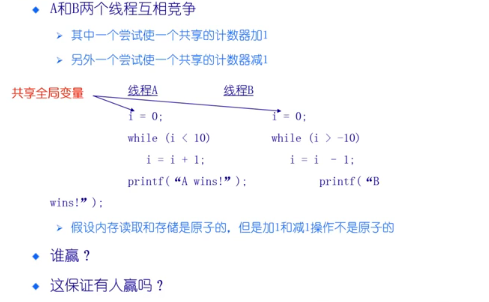 A和B两个线程互相竞争
其中一个尝试使一个共享的计数器加1
另外一个尝试使一个共享的计数器减1
共享全局变量 线程A 线程B
i = 0; i = 0;
while (i < 10) while (i > -10)
i = i + 1; i = i - 1;
printf(“A wins!”); printf(“B
wins!”);
假设内存读取和存储是原子的，但是加1和减1操作不是原子的
谁赢？
这保证有人赢吗？